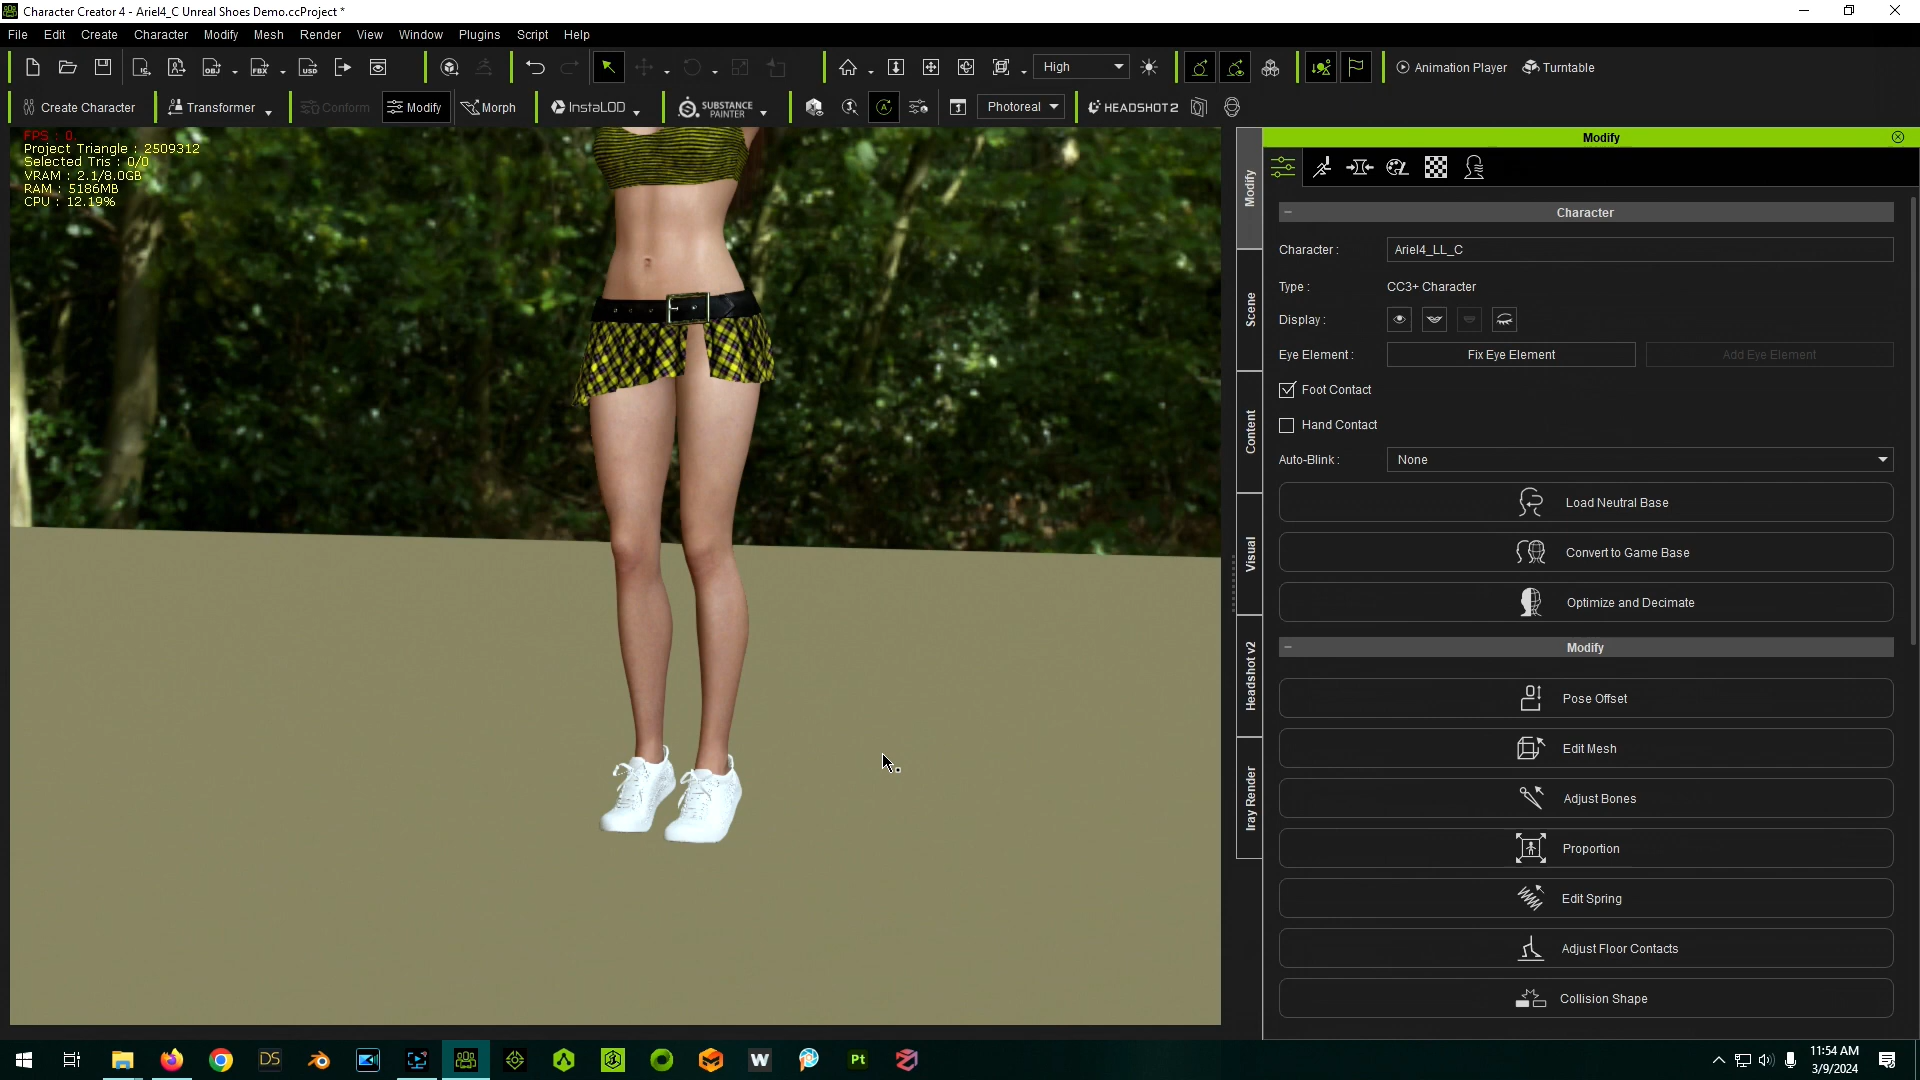 Character Creator 4 - Ariel4_C Unreal Shoes Demo.ccProject *
File Edit Create Character Modify Mesh Render View Window Plugins Script Help
High Animation Player Turntable
Create Character Transformer Conform Modify Morph InstaLOD SUBSTANCE PAINTER Photoreal HEADSHOT 2
FPS : 0.
Project Triangle : 2509312
Selected Tris : 0/0
VRAM : 2.1/8.0GB
RAM : 5186MB
CPU : 12.19%
Modify
Scene
Content
Visual
Headshot v2
Iray Render
Modify
Character
Character : Ariel4_LL_C
Type : CC3+ Character
Display :
Eye Element : Fix Eye Element Add Eye Element
Foot Contact
Hand Contact
Auto-Blink : None
Load Neutral Base
Convert to Game Base
Optimize and Decimate
Modify
Pose Offset
Edit Mesh
Adjust Bones
Proportion
Edit Spring
Adjust Floor Contacts
Collision Shape
DS W Pt
11:54 AM
3/9/2024